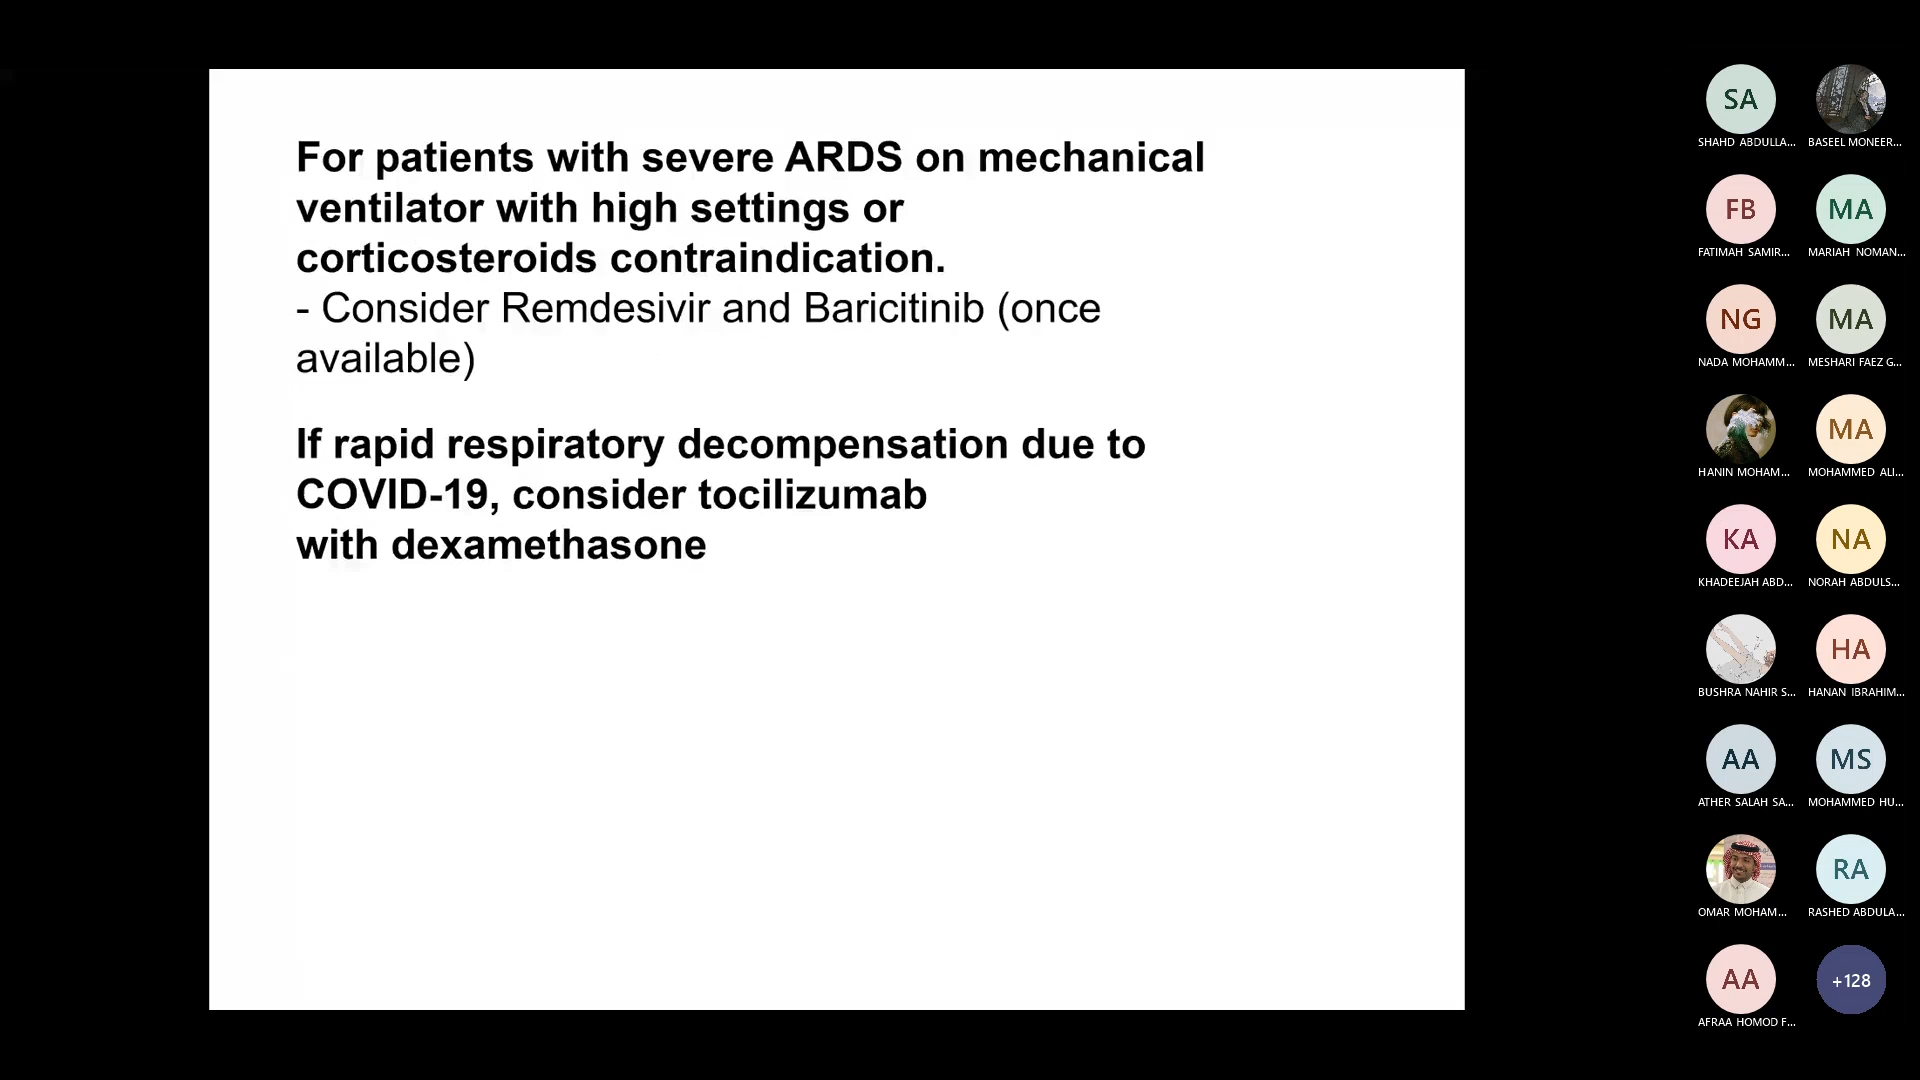 For patients with severe ARDS on mechanical
ventilator with high settings or
corticosteroids contraindication.
- Consider Remdesivir and Baricitinib (once
available)
If rapid respiratory decompensation due to
COVID-19, consider tocilizumab
with dexamethasone
SA
SHAHD ABDULLA...
BASEEL MONEER...
FB
FATIMAH SAMIR...
MA
MARIAH NOMAN...
NG
NADA MOHAMM...
MA
MESHARI FAEZ G...
HANIN MOHAM...
MA
MOHAMMED ALI...
KA
KHADEEJAH ABD...
NA
NORAH ABDULS...
BUSHRA NAHIR S...
HA
HANAN IBRAHIM...
AA
ATHER SALAH SA...
MS
MOHAMMED HU...
OMAR MOHAM...
RA
RASHED ABDULA...
AA
AFRAA HOMOD F...
+128